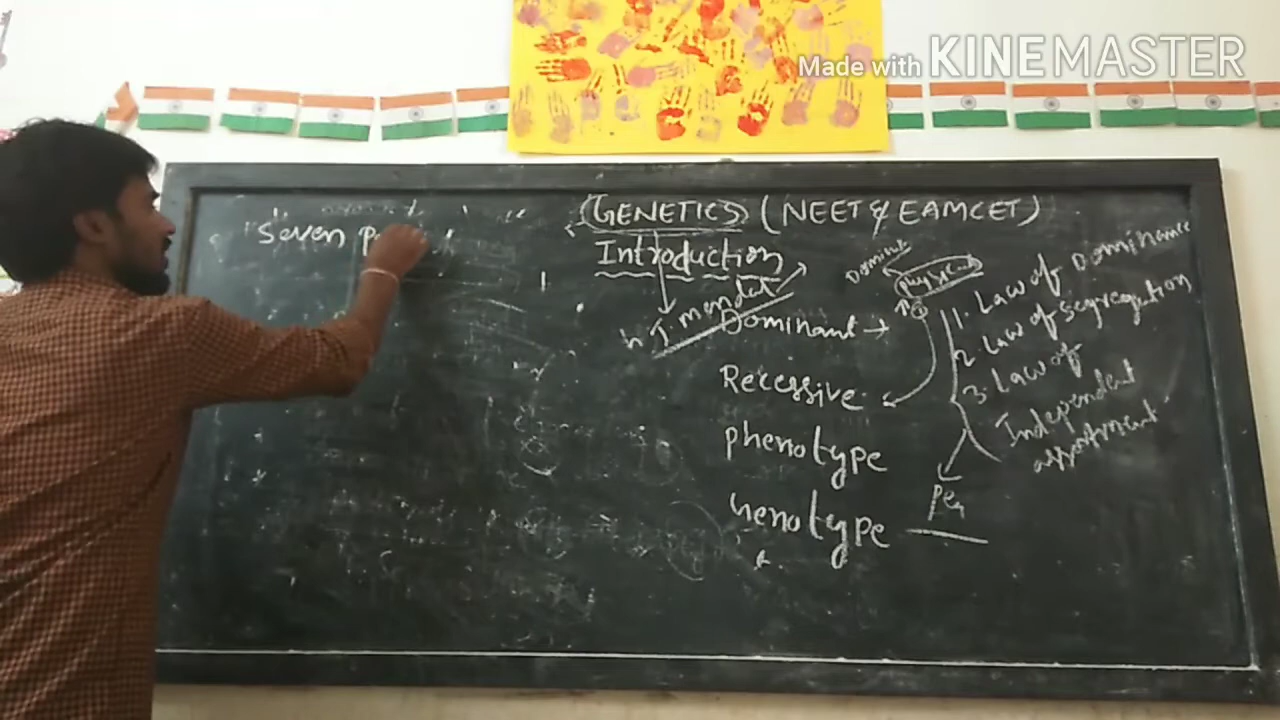 Made with KINEMASTER
GENETICS (NEET & EAMCET)
"Seven
Introduction
T. mendel
Dominant →
Recessive
phenotype
Genotype
1. Law of Dominance
2. Law of Segregation
3. Law of
Independent
assortment
Pea